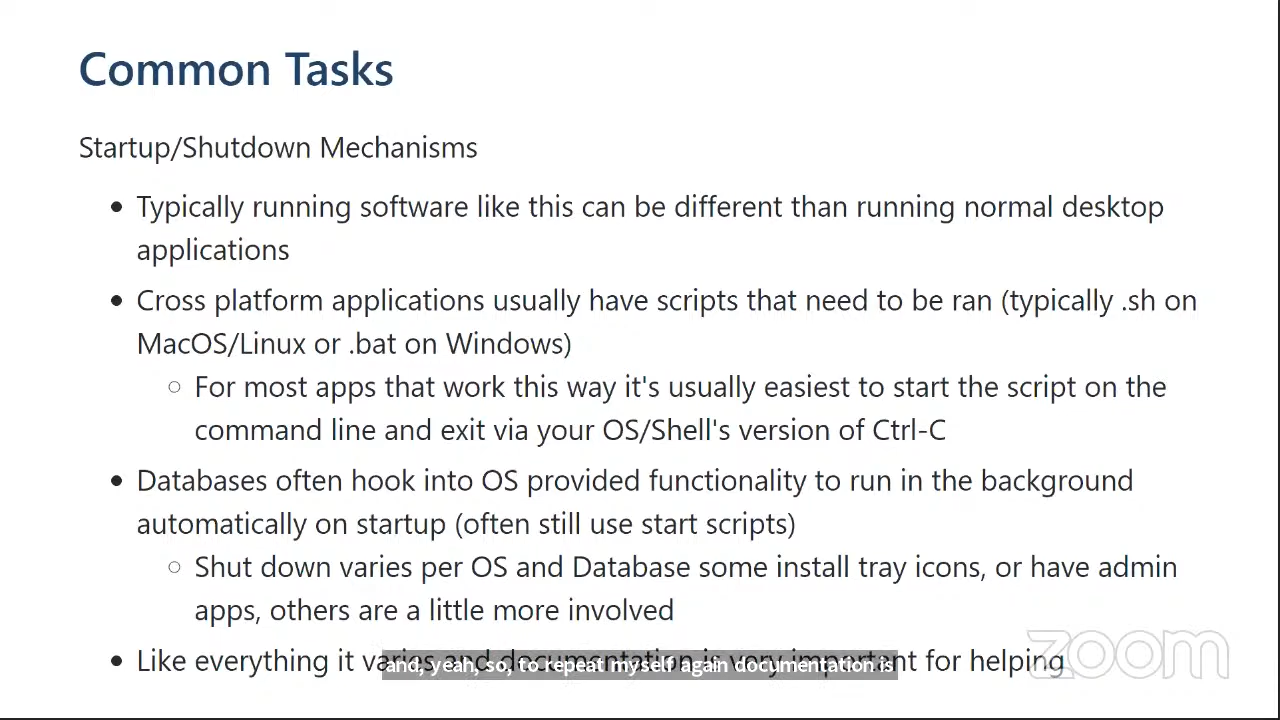 Common Tasks
Startup/Shutdown Mechanisms
• Typically running software like this can be different than running normal desktop
applications
• Cross platform applications usually have scripts that need to be ran (typically .sh on
MacOS/Linux or .bat on Windows)
○ For most apps that work this way it's usually easiest to start the script on the
command line and exit via your OS/Shell's version of Ctrl-C
• Databases often hook into OS provided functionality to run in the background
automatically on startup (often still use start scripts)
○ Shut down varies per OS and Database some install tray icons, or have admin
apps, others are a little more involved
• Like everything it varies and documentation is very important for helping
and, yeah, so, to repeat myself again documentation is
zoom